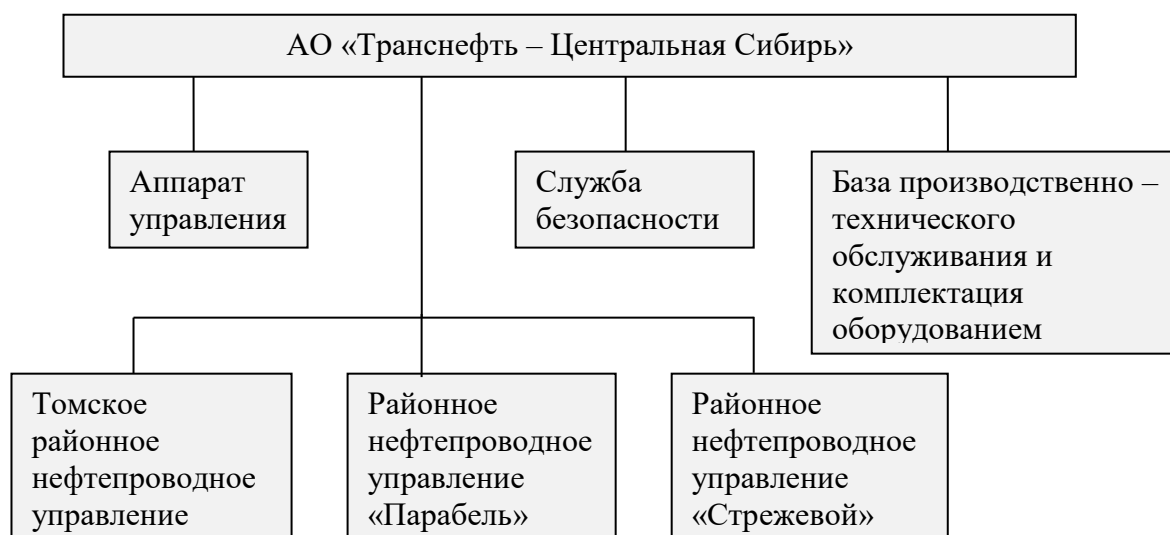 АО «Транснефть – Центральная Сибирь»
Аппарат
управления
Служба
безопасности
База производственно –
технического
обслуживания и
комплектация
оборудованием
Томское
районное
нефтепроводное
управление
Районное
нефтепроводное
управление
«Парабель»
Районное
нефтепроводное
управление
«Стрежевой»